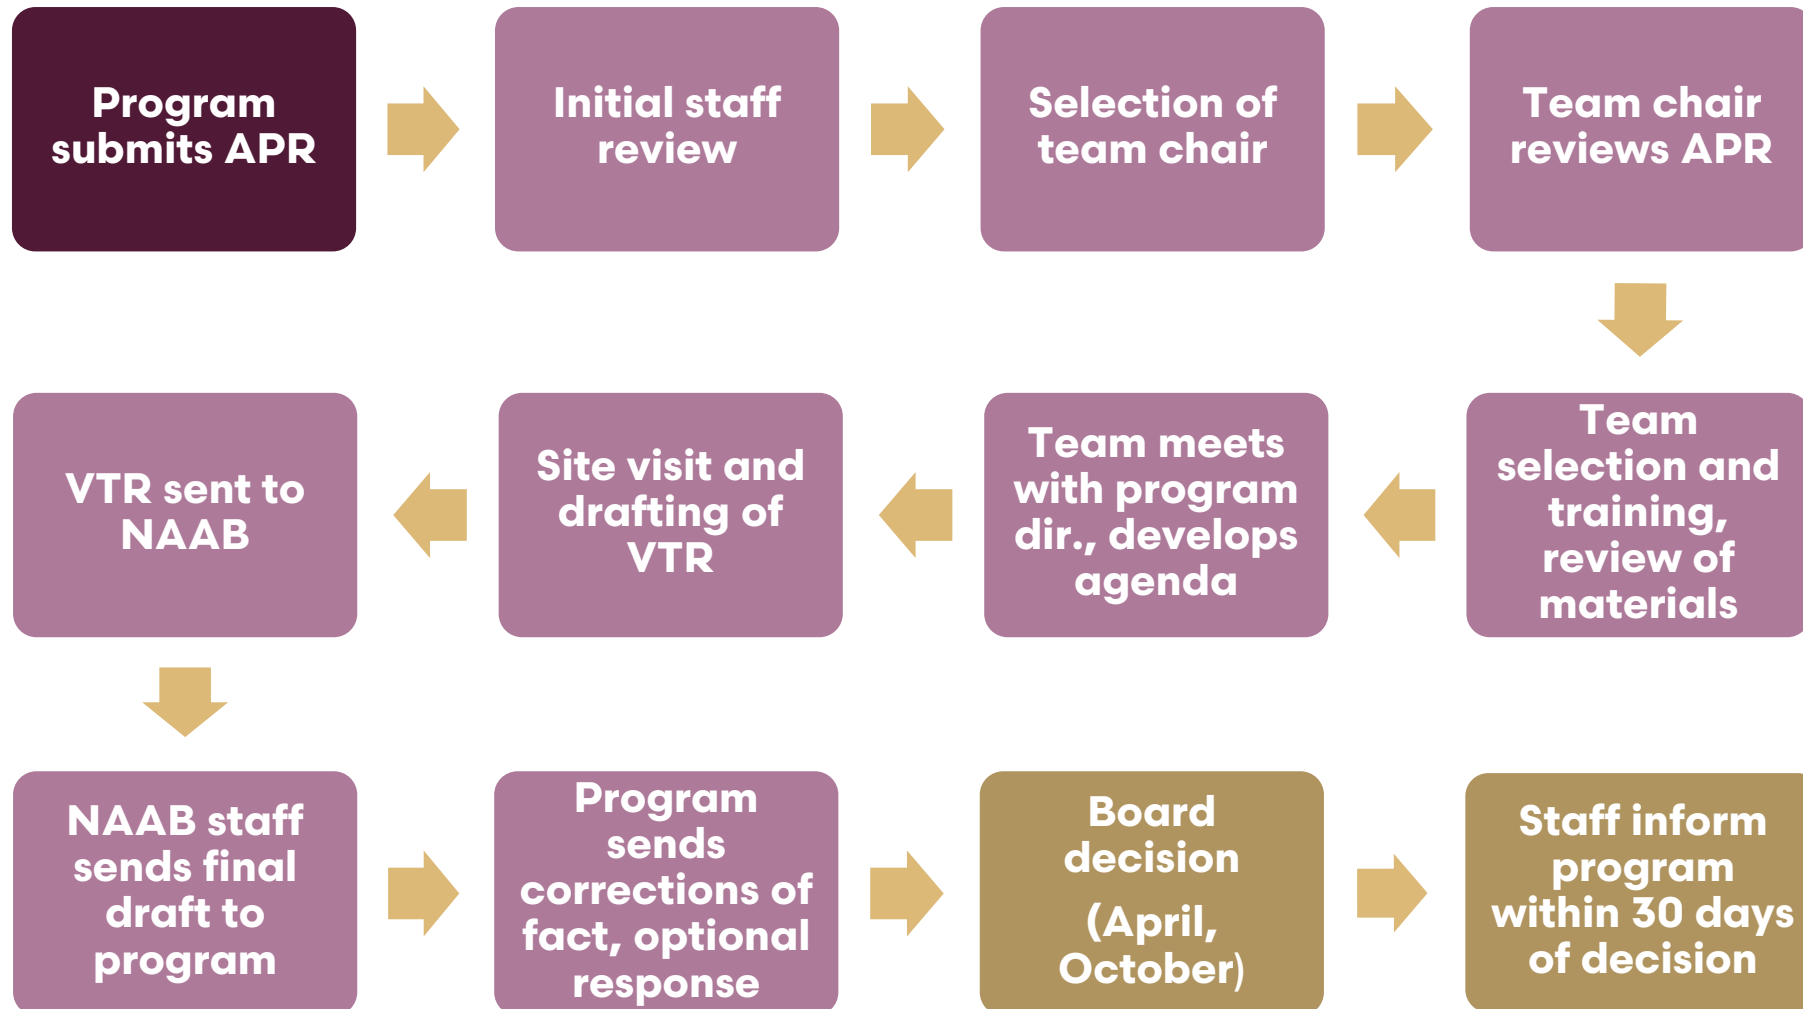 Program
submits APR
Initial staff
review
Selection of
team chair
Team chair
reviews APR
Team
selection and
training,
review of
materials
Team meets
with program
dir., develops
agenda
Site visit and
drafting of
VTR
VTR sent to
NAAB
NAAB staff
sends final
draft to
program
Program
sends
corrections of
fact, optional
response
Board
decision
(April,
October)
Staff inform
program
within 30 days
of decision